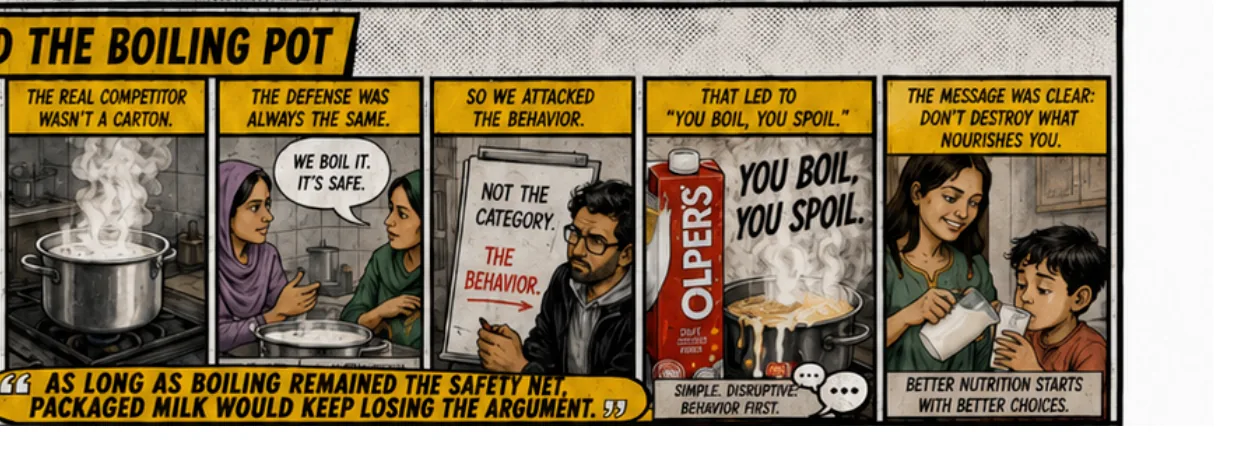 THE BOILING POT
THE REAL COMPETITOR
WASN'T A CARTON.
THE DEFENSE WAS
ALWAYS THE SAME.
WE BOIL IT.
IT'S SAFE.
SO WE ATTACKED
THE BEHAVIOR.
NOT THE
CATEGORY.
THE
BEHAVIOR.
“ AS LONG AS BOILING REMAINED THE SAFETY NET,
PACKAGED MILK WOULD KEEP LOSING THE ARGUMENT. ”
THAT LED TO
“YOU BOIL, YOU SPOIL.”
OLPER'S
YOU BOIL,
YOU SPOIL.
SIMPLE. DISRUPTIVE.
BEHAVIOR FIRST.
THE MESSAGE WAS CLEAR:
DON'T DESTROY WHAT
NOURISHES YOU.
BETTER NUTRITION STARTS
WITH BETTER CHOICES.